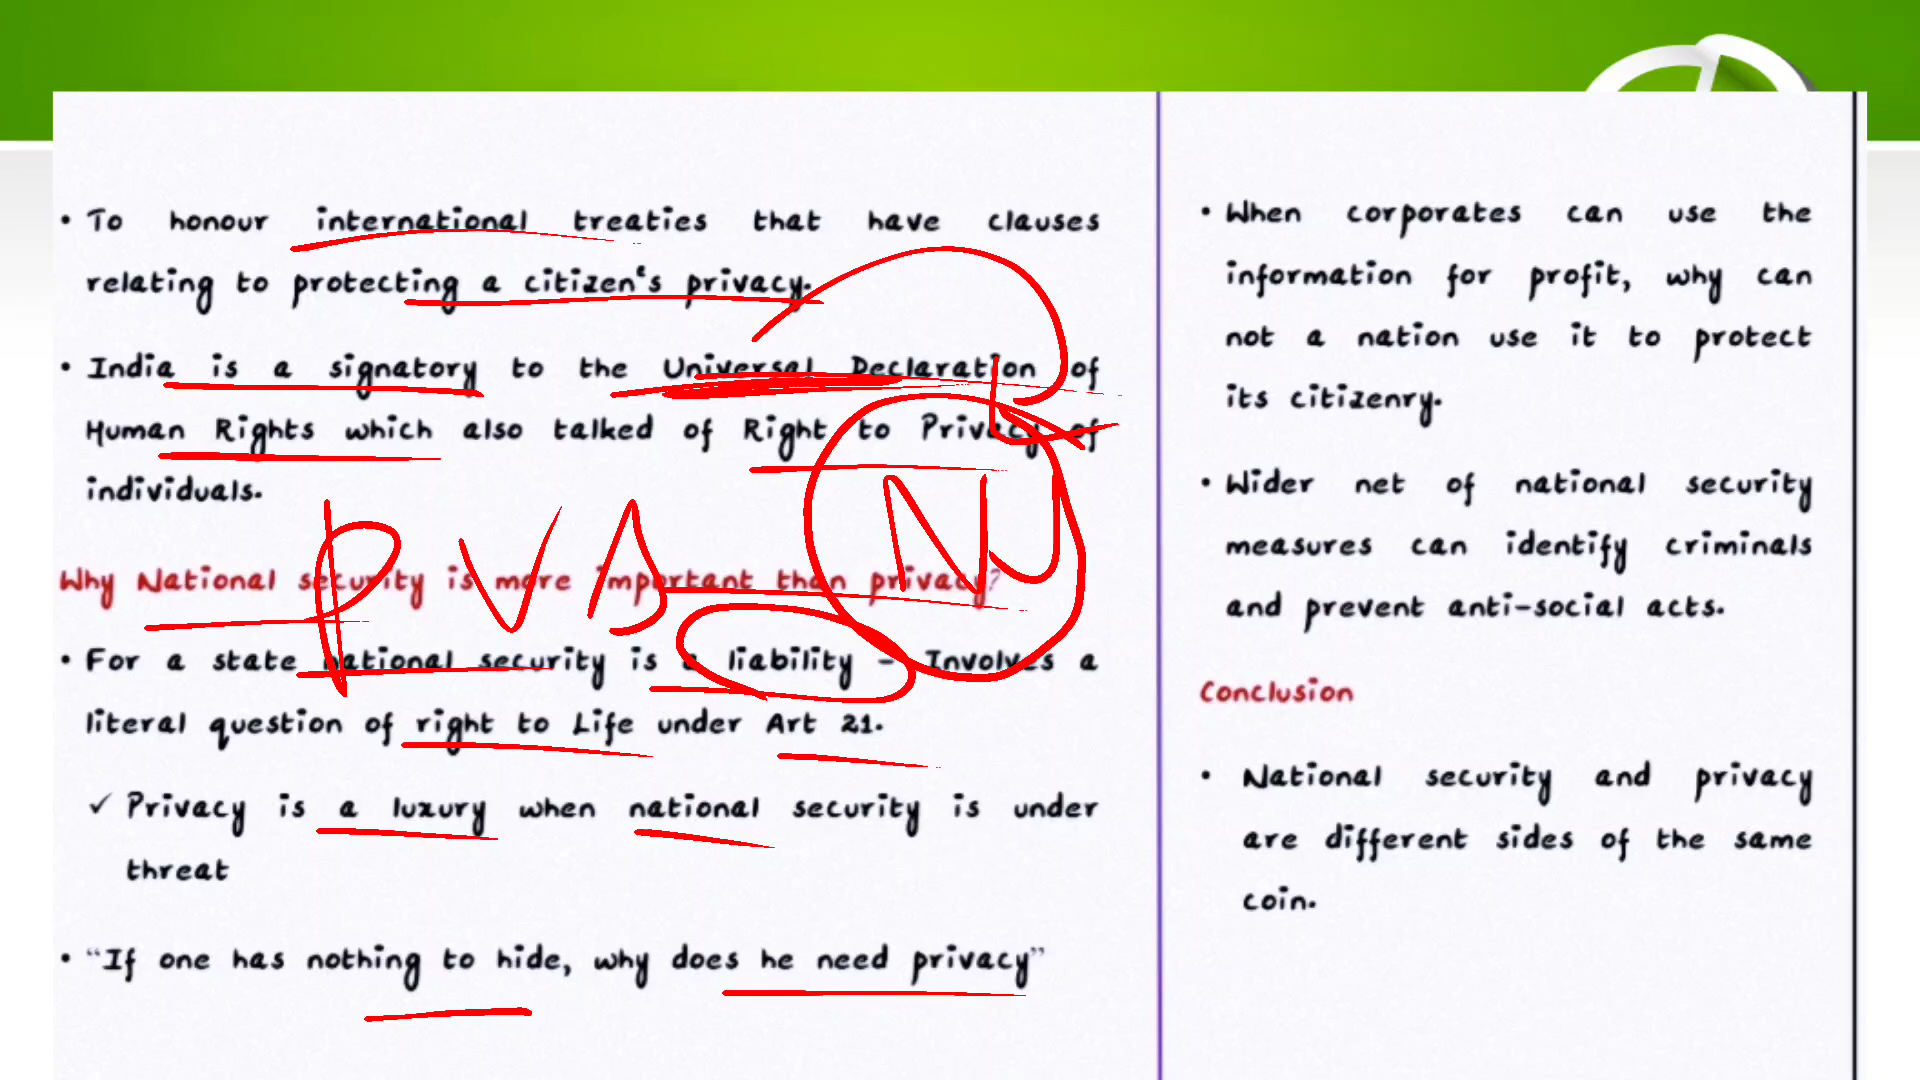 • To honour international treaties that have clauses
relating to protecting a citizen's privacy.
• India is a signatory to the Universal Declaration of
Human Rights which also talked of Right to Privacy of
individuals.
Why National security is more important than privacy?
• For a state national security is a liability - Involves a
literal question of right to Life under Art 21.
✓ Privacy is a luxury when national security is under
threat
• "If one has nothing to hide, why does he need privacy"
• When corporates can use the
information for profit, why can
not a nation use it to protect
its citizenry.
• Wider net of national security
measures can identify criminals
and prevent anti-social acts.
Conclusion
• National security and privacy
are different sides of the same
coin.